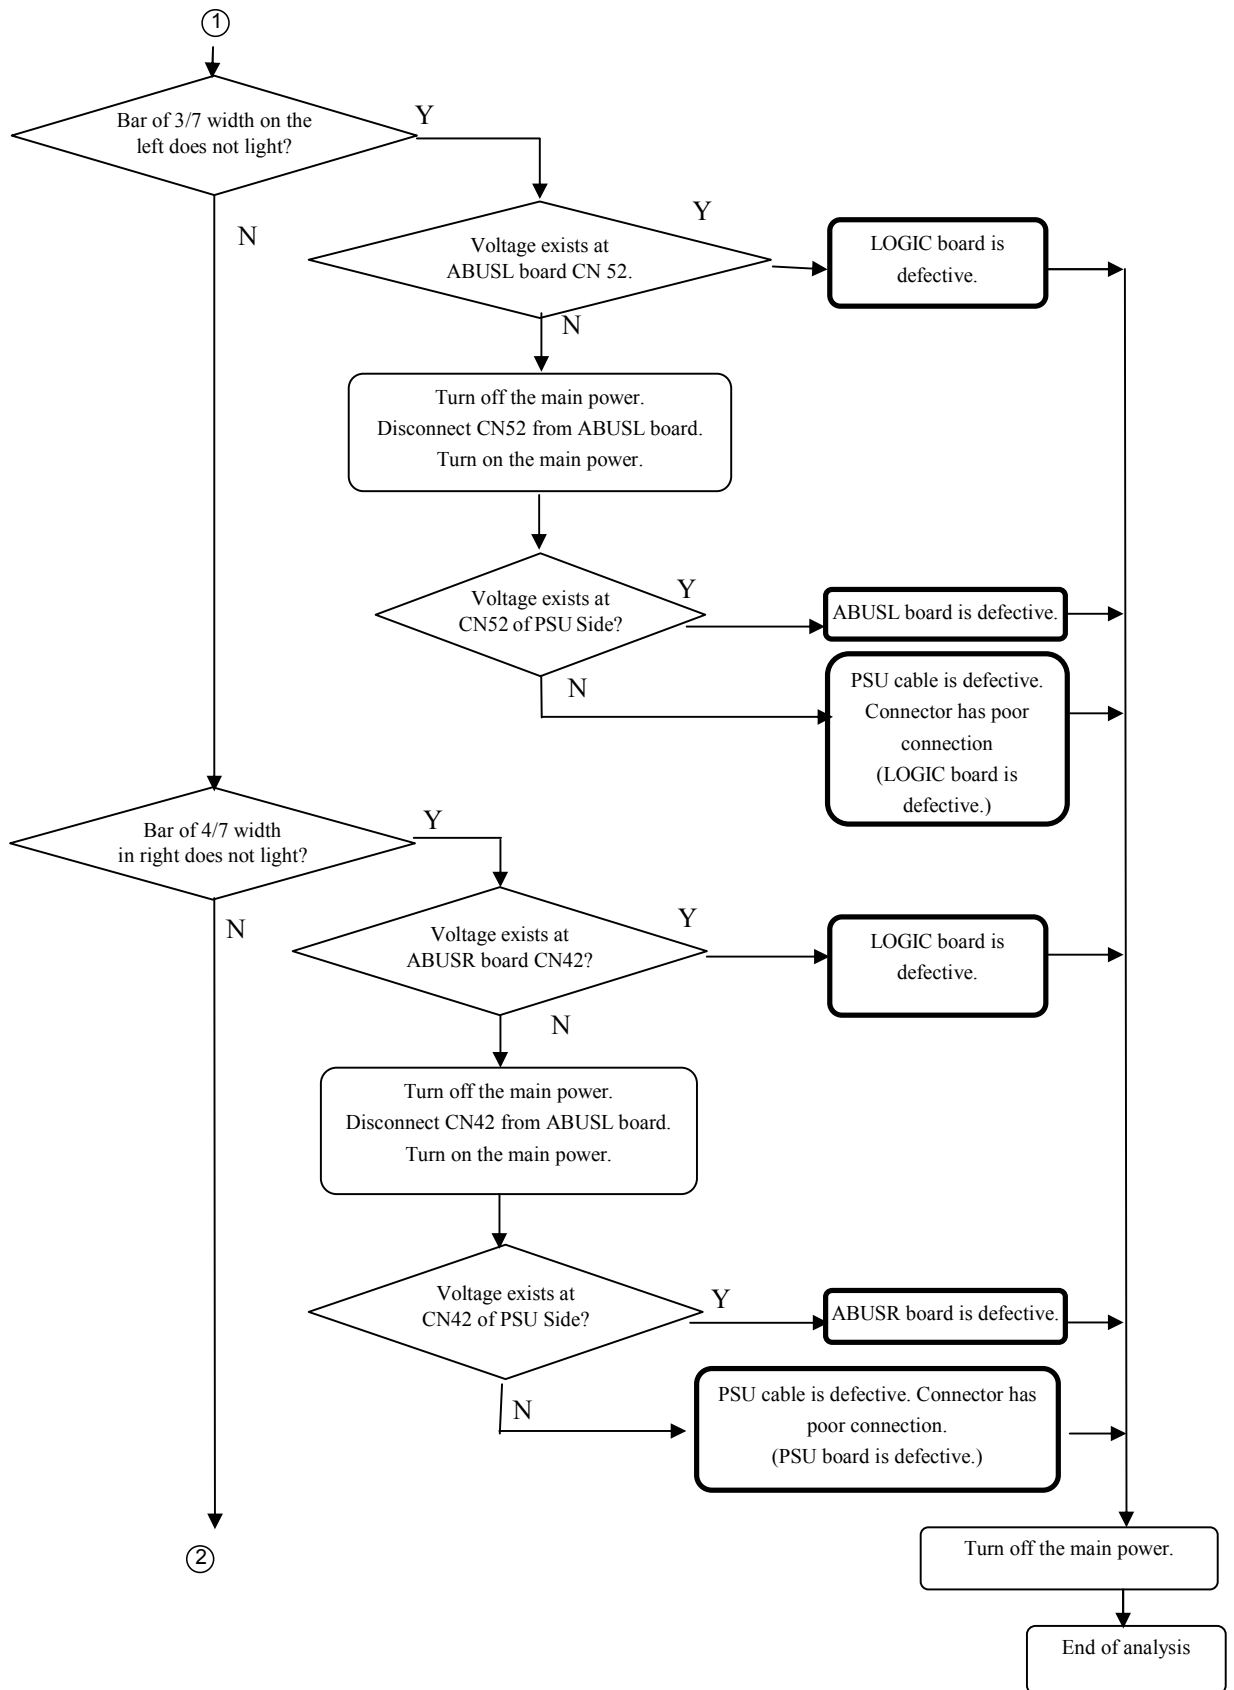 1
Bar of 3/7 width on the
left does not light?
Y
N
Voltage exists at
ABUSL board CN 52.
Y
LOGIC board is
defective.
N
Turn off the main power.
Disconnect CN52 from ABUSL board.
Turn on the main power.
Voltage exists at
CN52 of PSU Side?
Y
ABUSL board is defective.
N
PSU cable is defective.
Connector has poor
connection
(LOGIC board is
defective.)
Bar of 4/7 width
in right does not light?
Y
N
Voltage exists at
ABUSR board CN42?
Y
LOGIC board is
defective.
N
Turn off the main power.
Disconnect CN42 from ABUSL board.
Turn on the main power.
Voltage exists at
CN42 of PSU Side?
Y
ABUSR board is defective.
N
PSU cable is defective. Connector has
poor connection.
(PSU board is defective.)
2
Turn off the main power.
End of analysis